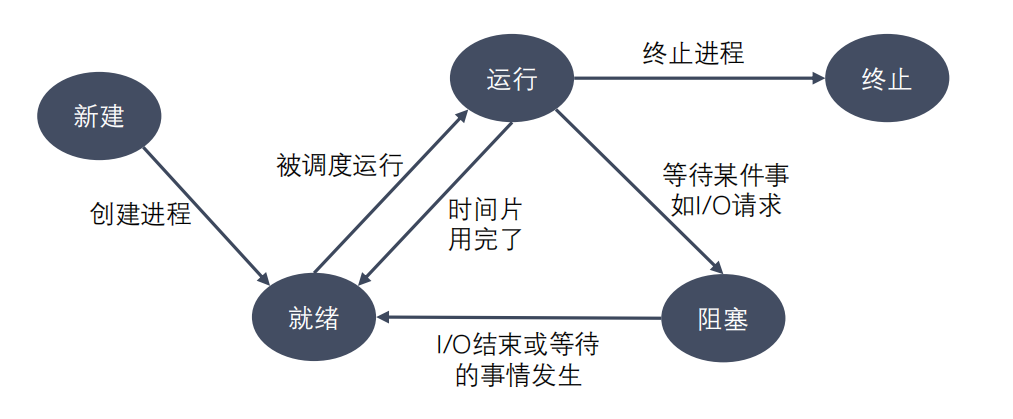 运行
终止进程
终止
新建
被调度运行
等待某件事
如I/O请求
创建进程
时间片
用完了
就绪
阻塞
I/O结束或等待
的事情发生